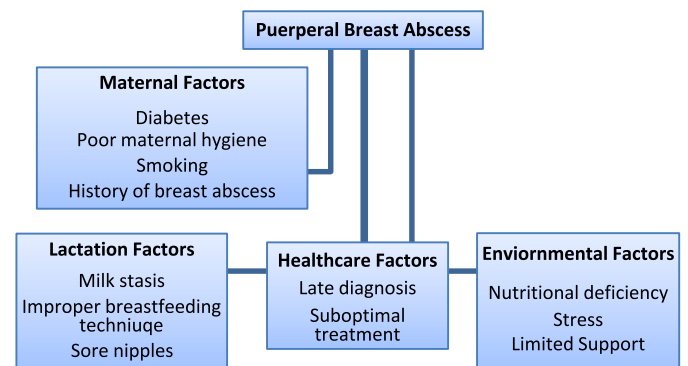 Puerperal Breast Abscess
Maternal Factors
Diabetes
Poor maternal hygiene
Smoking
History of breast abscess
Lactation Factors
Milk stasis
Improper breastfeeding
techniuqe
Sore nipples
Healthcare Factors
Late diagnosis
Suboptimal
treatment
Enviornmental Factors
Nutritional deficiency
Stress
Limited Support